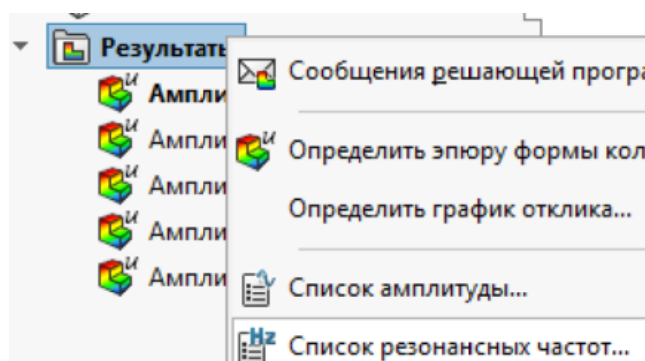 Результаты
Ампли
Ампли
Ампли
Ампли
Ампли
Сообщения решающей програ
Определить эпюру формы кол
Определить график отклика...
Список амплитуды...
Hz
Список резонансных частот...